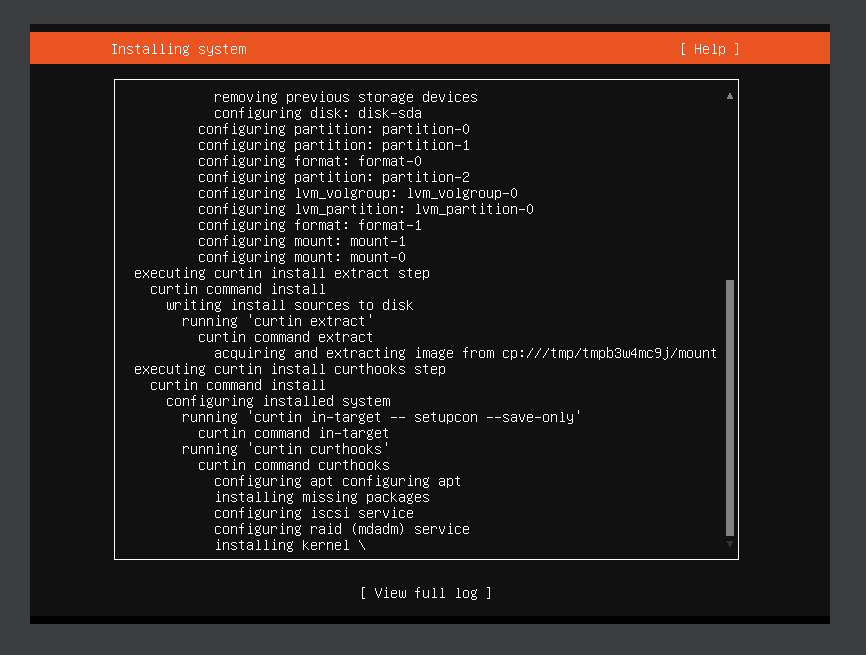 Installing system [ Help ]
removing previous storage devices
configuring disk: disk-sda
configuring partition: partition-0
configuring partition: partition-1
configuring format: format-0
configuring partition: partition-2
configuring lvm_volgroup: lvm_volgroup-0
configuring lvm_partition: lvm_partition-0
configuring format: format-1
configuring mount: mount-1
configuring mount: mount-0
executing curtin install extract step
curtin command install
writing install sources to disk
running 'curtin extract'
curtin command extract
acquiring and extracting image from cp:///tmp/tmpb3w4mc9j/mount
executing curtin install curthooks step
curtin command install
configuring installed system
running 'curtin in-target -- setupcon --save-only'
curtin command in-target
running 'curtin curthooks'
curtin command curthooks
configuring apt configuring apt
installing missing packages
configuring iscsi service
configuring raid (mdadm) service
installing kernel \
[ View full log ]